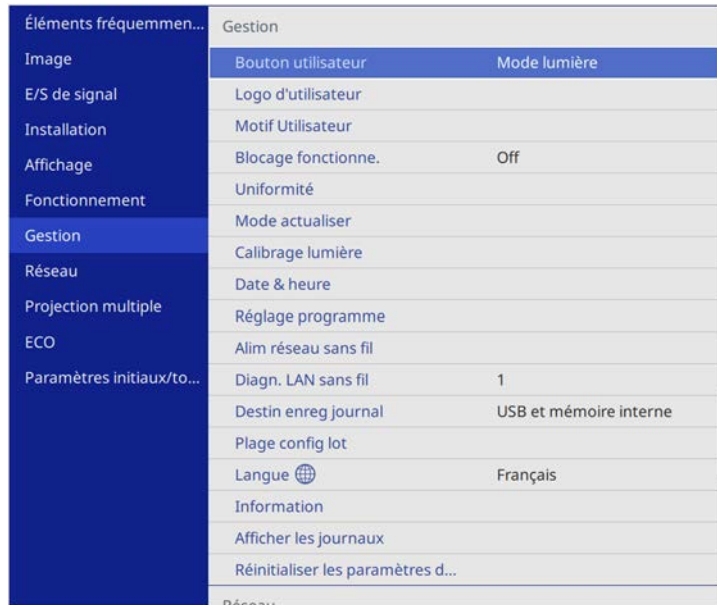 Éléments fréquemmen...
Image
E/S de signal
Installation
Affichage
Fonctionnement
Gestion
Réseau
Projection multiple
ECO
Paramètres initiaux/to...
Gestion
Bouton utilisateur Mode lumière
Logo d'utilisateur
Motif Utilisateur
Blocage fonctionne. Off
Uniformité
Mode actualiser
Calibrage lumière
Date & heure
Réglage programme
Alim réseau sans fil
Diagn. LAN sans fil 1
Destin enreg journal USB et mémoire interne
Plage config lot
Langue Français
Information
Afficher les journaux
Réinitialiser les paramètres d...
Réseau